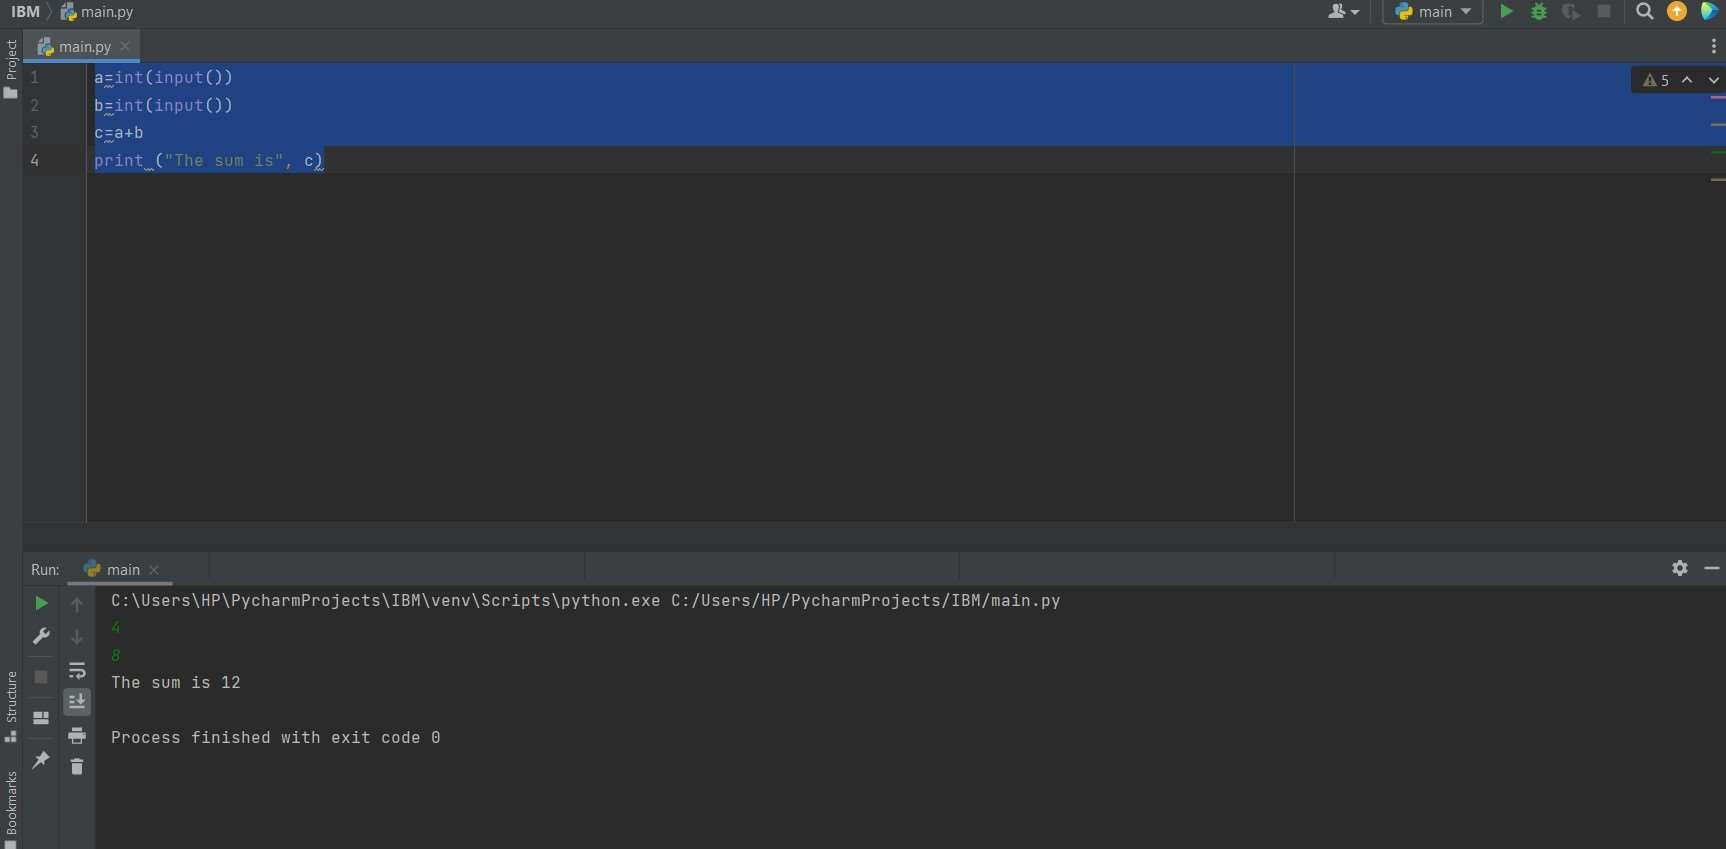 IBM main.py
main
main.py
Project
5
1 a=int(input())
2 b=int(input())
3 c=a+b
4 print ("The sum is", c)
Run: main
C:\Users\HP\PycharmProjects\IBM\venv\Scripts\python.exe C:/Users/HP/PycharmProjects/IBM/main.py
4
8
The sum is 12
Process finished with exit code 0
Structure
Bookmarks